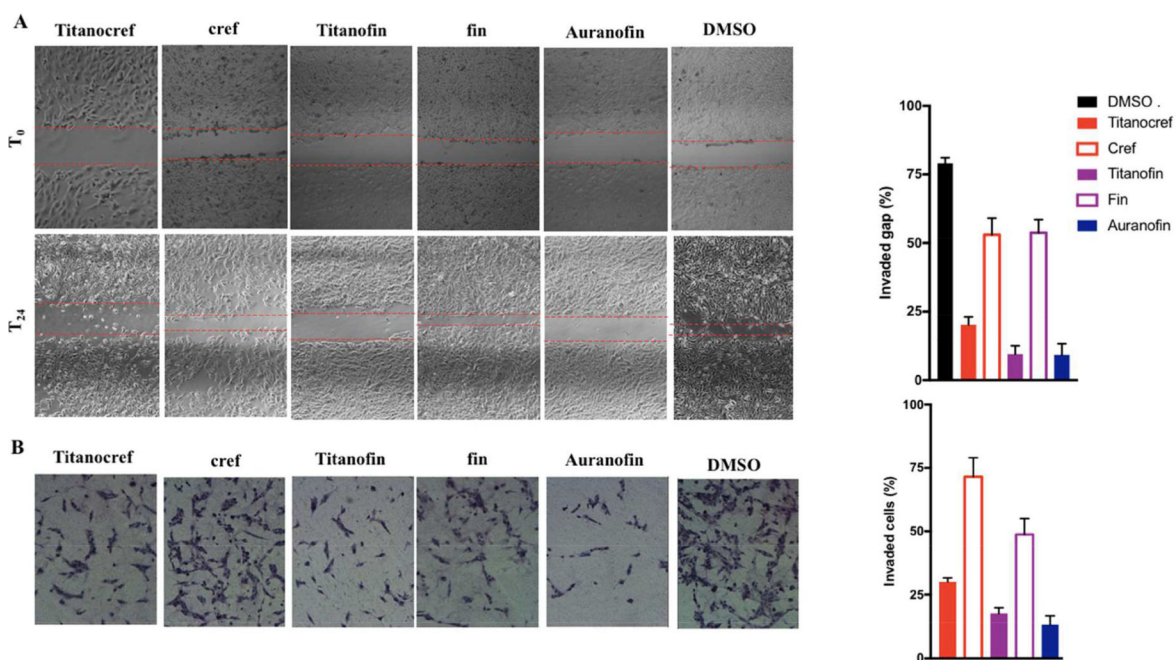 A
Titanocref cref Titanofin fin Auranofin DMSO
T0
T24
B
Titanocref cref Titanofin fin Auranofin DMSO
Invaded gap (%)
100
75
50
25
0
DMSO .
Titanocref
Cref
Titanofin
Fin
Auranofin
Invaded cells (%)
100
75
50
25
0